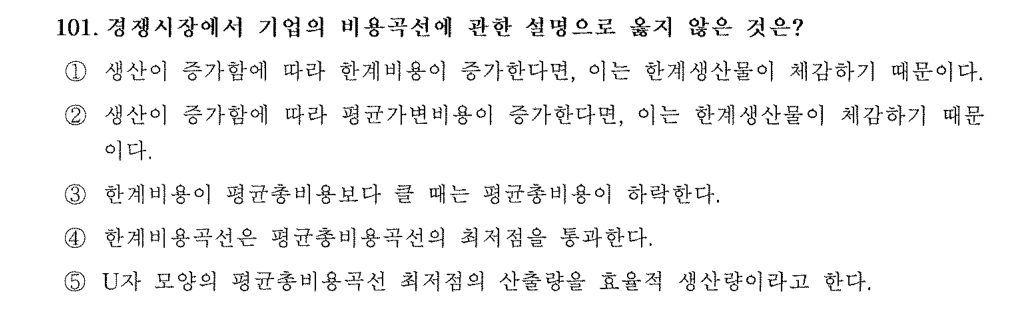 101. 경쟁시장에서 기업의 비용곡선에 관한 설명으로 옳지 않은 것은?
① 생산이 증가함에 따라 한계비용이 증가한다면, 이는 한계생산물이 체감하기 때문이다.
② 생산이 증가함에 따라 평균가변비용이 증가한다면, 이는 한계생산물이 체감하기 때문
이다.
③ 한계비용이 평균총비용보다 클 때는 평균총비용이 하락한다.
④ 한계비용곡선은 평균총비용곡선의 최저점을 통과한다.
⑤ U자 모양의 평균총비용곡선 최저점의 산출량을 효율적 생산량이라고 한다.